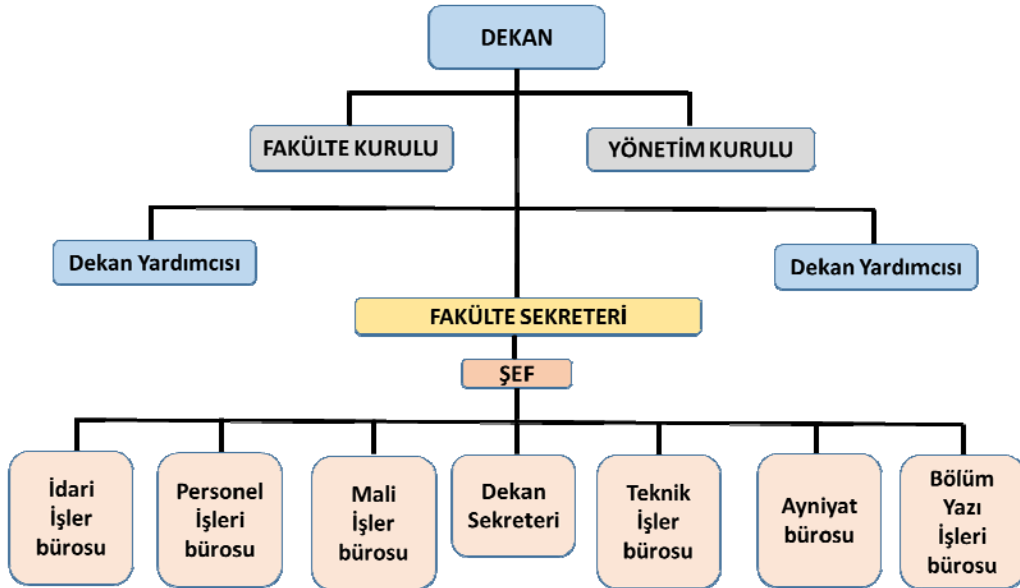 DEKAN
FAKÜLTE KURULU
YÖNETİM KURULU
Dekan Yardımcısı
Dekan Yardımcısı
FAKÜLTE SEKRETERİ
ŞEF
İdari
İşler
bürosu
Personel
İşleri
bürosu
Mali
İşler
bürosu
Dekan
Sekreteri
Teknik
İşler
bürosu
Ayniyat
bürosu
Bölüm
Yazı
İşleri
bürosu